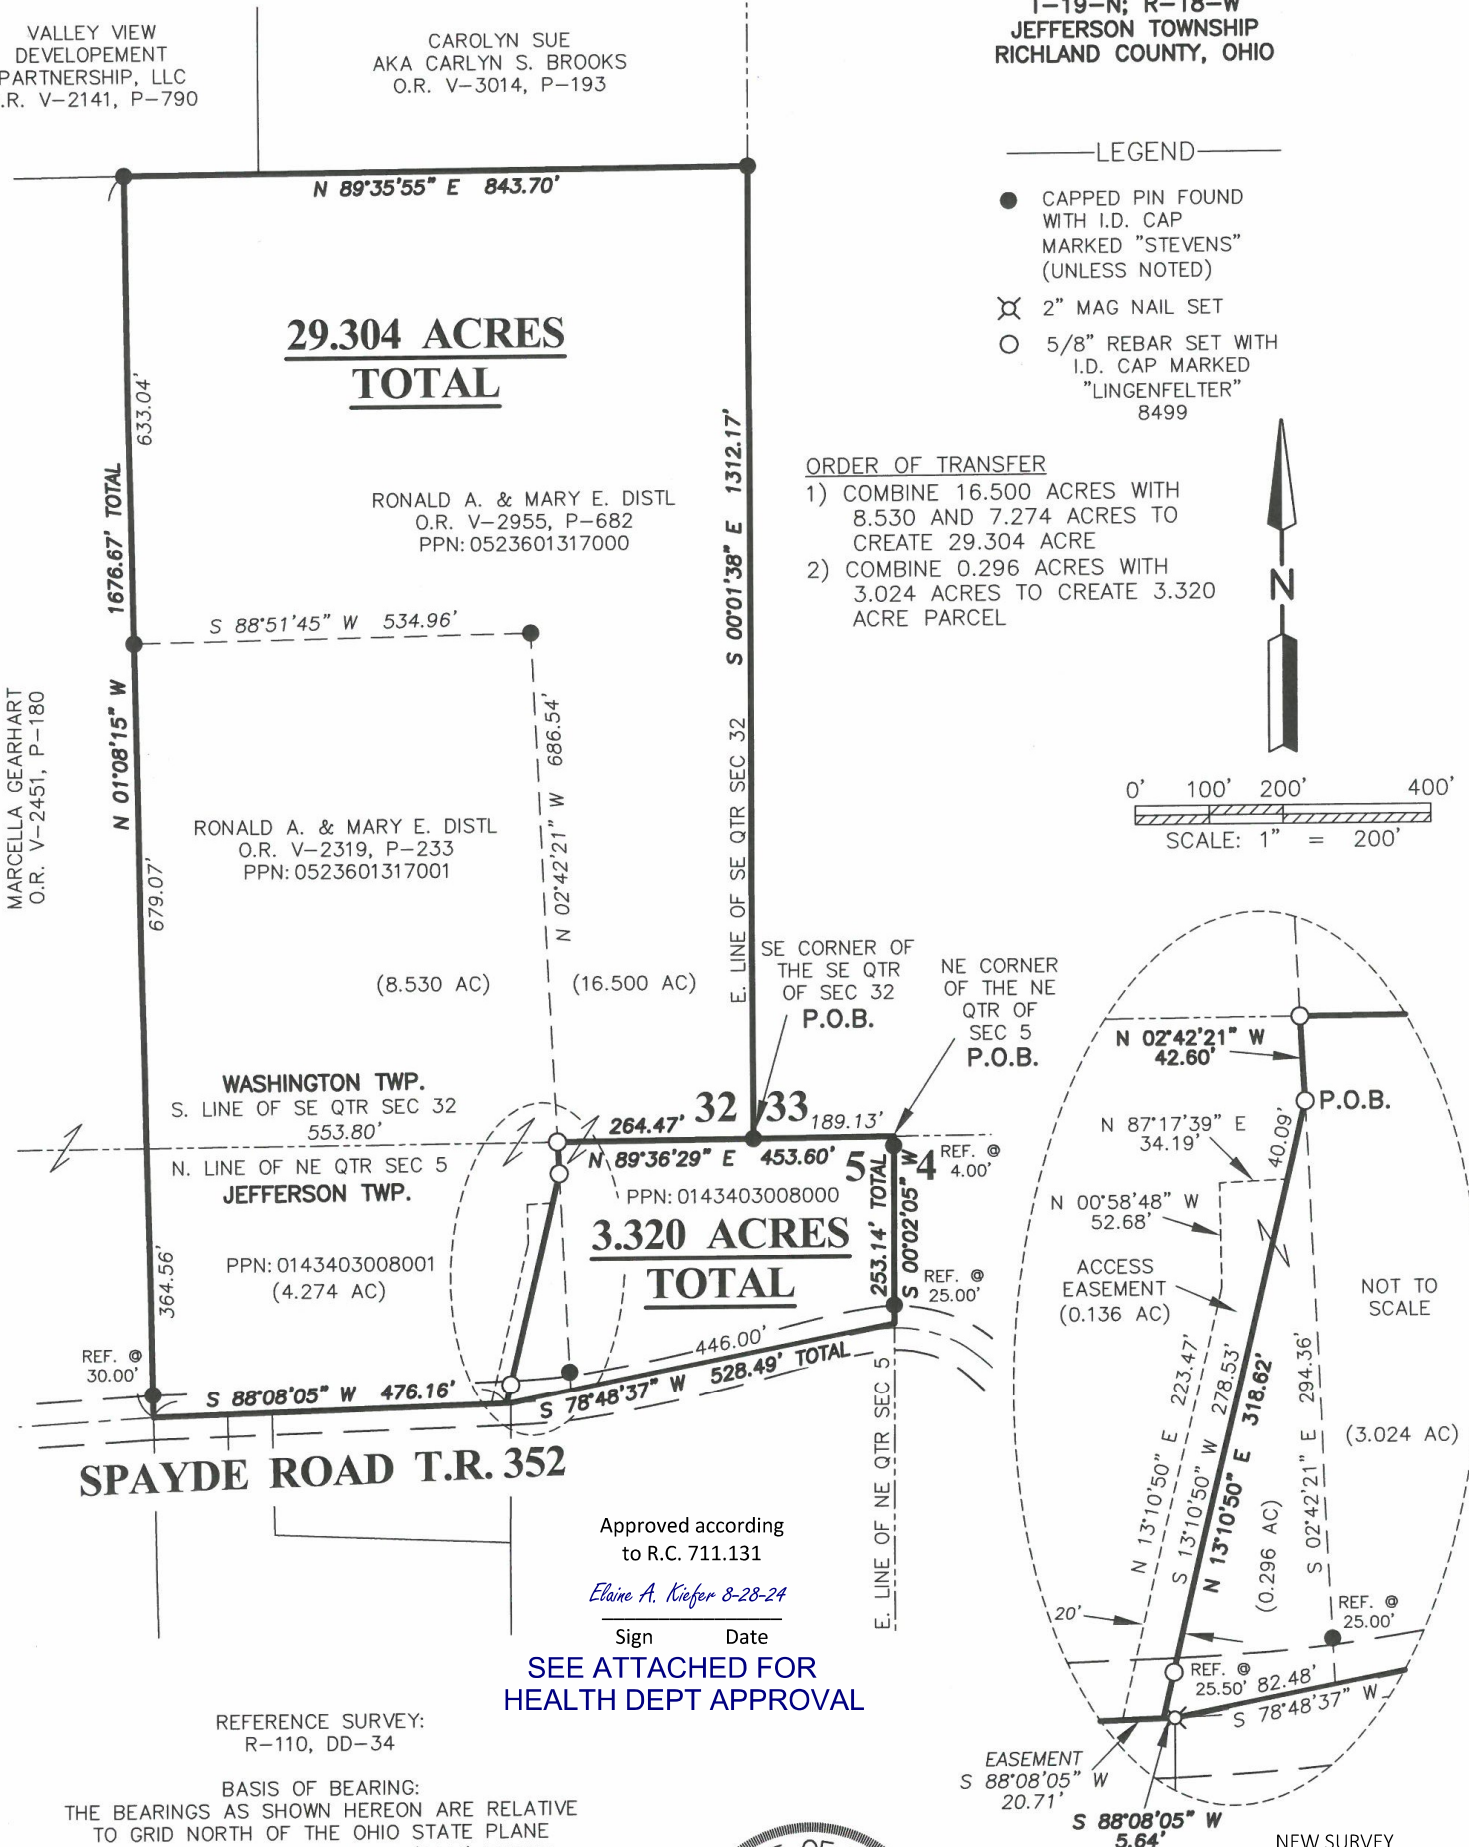 VALLEY VIEW
DEVELOPEMENT
PARTNERSHIP, LLC
.R. V-2141, P-790
CAROLYN SUE
AKA CARLYN S. BROOKS
O.R. V-3014, P-193
T-19-N; R-18-W
JEFFERSON TOWNSHIP
RICHLAND COUNTY, OHIO
LEGEND
CAPPED PIN FOUND
WITH I.D. CAP
MARKED "STEVENS"
(UNLESS NOTED)
2" MAG NAIL SET
5/8" REBAR SET WITH
I.D. CAP MARKED
"LINGENFELTER"
8499
N 89°35'55" E 843.70'
29.304 ACRES
TOTAL
633.04'
1676.67' TOTAL
N 01°08'15" W
RONALD A. & MARY E. DISTL
O.R. V-2955, P-682
PPN: 0523601317000
S 00°01'38" E 1312.17'
E. LINE OF SE QTR SEC 32
ORDER OF TRANSFER
1) COMBINE 16.500 ACRES WITH
8.530 AND 7.274 ACRES TO
CREATE 29.304 ACRE
2) COMBINE 0.296 ACRES WITH
3.024 ACRES TO CREATE 3.320
ACRE PARCEL
N
0' 100' 200' 400'
SCALE: 1" = 200'
S 88°51'45" W 534.96'
N 02°42'21" W 686.54'
MARCELLA GEARHART
O.R. V-2451, P-180
679.07'
RONALD A. & MARY E. DISTL
O.R. V-2319, P-233
PPN: 0523601317001
(8.530 AC)
(16.500 AC)
SE CORNER OF
THE SE QTR
OF SEC 32
P.O.B.
NE CORNER
OF THE NE
QTR OF
SEC 5
P.O.B.
WASHINGTON TWP.
S. LINE OF SE QTR SEC 32
553.80'
N. LINE OF NE QTR SEC 5
JEFFERSON TWP.
264.47'
32 33
189.13'
N 89°36'29" E 453.60'
5 4
REF. @
4.00'
PPN: 0143403008000
3.320 ACRES
TOTAL
253.14' TOTAL
S 00°02'05" W
REF. @
25.00'
PPN: 0143403008001
(4.274 AC)
364.56'
REF. @
30.00'
S 88°08'05" W 476.16'
446.00'
S 78°48'37" W 528.49' TOTAL
E. LINE OF NE QTR SEC 5
SPAYDE ROAD T.R. 352
Approved according
to R.C. 711.131
Elaine A. Kiefer 8-28-24
Sign Date
SEE ATTACHED FOR
HEALTH DEPT APPROVAL
REFERENCE SURVEY:
R-110, DD-34
BASIS OF BEARING:
THE BEARINGS AS SHOWN HEREON ARE RELATIVE
TO GRID NORTH OF THE OHIO STATE PLANE
OF
N 02°42'21" W
42.60'
P.O.B.
N 87°17'39" E
34.19'
40.09'
N 00°58'48" W
52.68'
ACCESS
EASEMENT
(0.136 AC)
NOT TO
SCALE
N 13°10'50" E 223.47'
S 13°10'50" W 278.53'
N 13°10'50" E 318.62'
(0.296 AC)
S 02°42'21" E 294.36'
(3.024 AC)
20'
REF. @
25.00'
REF. @
25.50'
82.48'
S 78°48'37" W
EASEMENT
S 88°08'05" W
20.71'
S 88°08'05" W
5.64'
NEW SURVEY